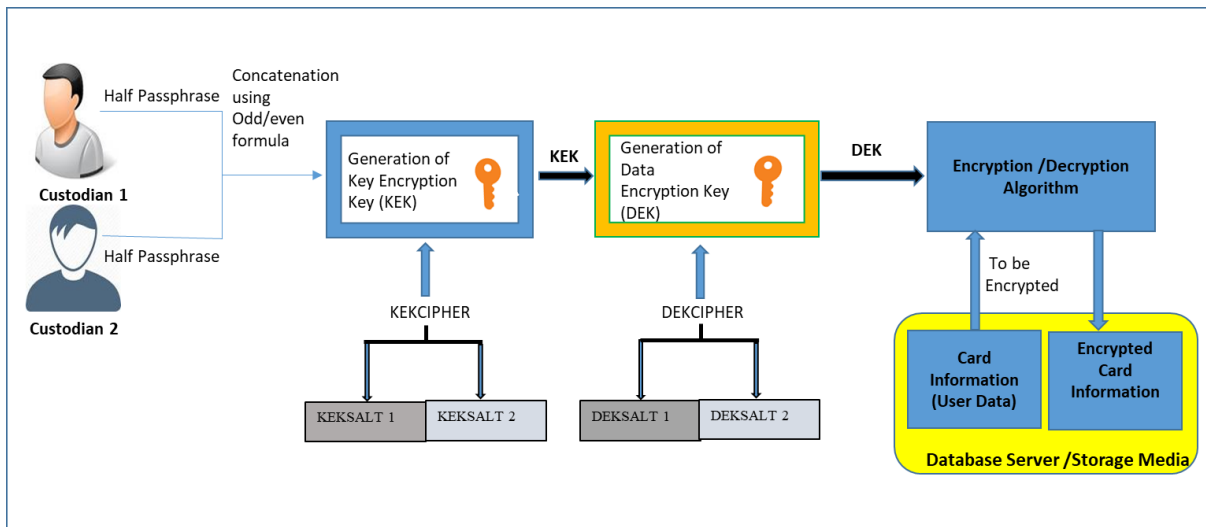 Half Passphrase
Custodian 1
Half Passphrase
Custodian 2
Concatenation
using
Odd/even
formula
Generation of
Key Encryption
Key (KEK)
KEK
Generation of
Data
Encryption Key
(DEK)
DEK
Encryption /Decryption
Algorithm
To be
Encrypted
KEKCIPHER
DEKCIPHER
KEKSALT 1
KEKSALT 2
DEKSALT 1
DEKSALT 2
Card
Information
(User Data)
Encrypted
Card
Information
Database Server /Storage Media